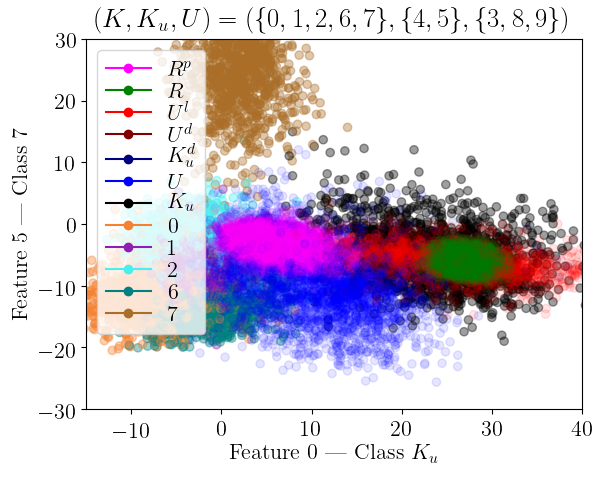 (K, K_u, U) = ({0, 1, 2, 6, 7}, {4, 5}, {3, 8, 9})
30
20
10
0
−10
−20
−30
Feature 5 — Class 7
R^p
R
U^l
U^d
K_u^d
U
K_u
0
1
2
6
7
−10
0
10
20
30
40
Feature 0 — Class K_u